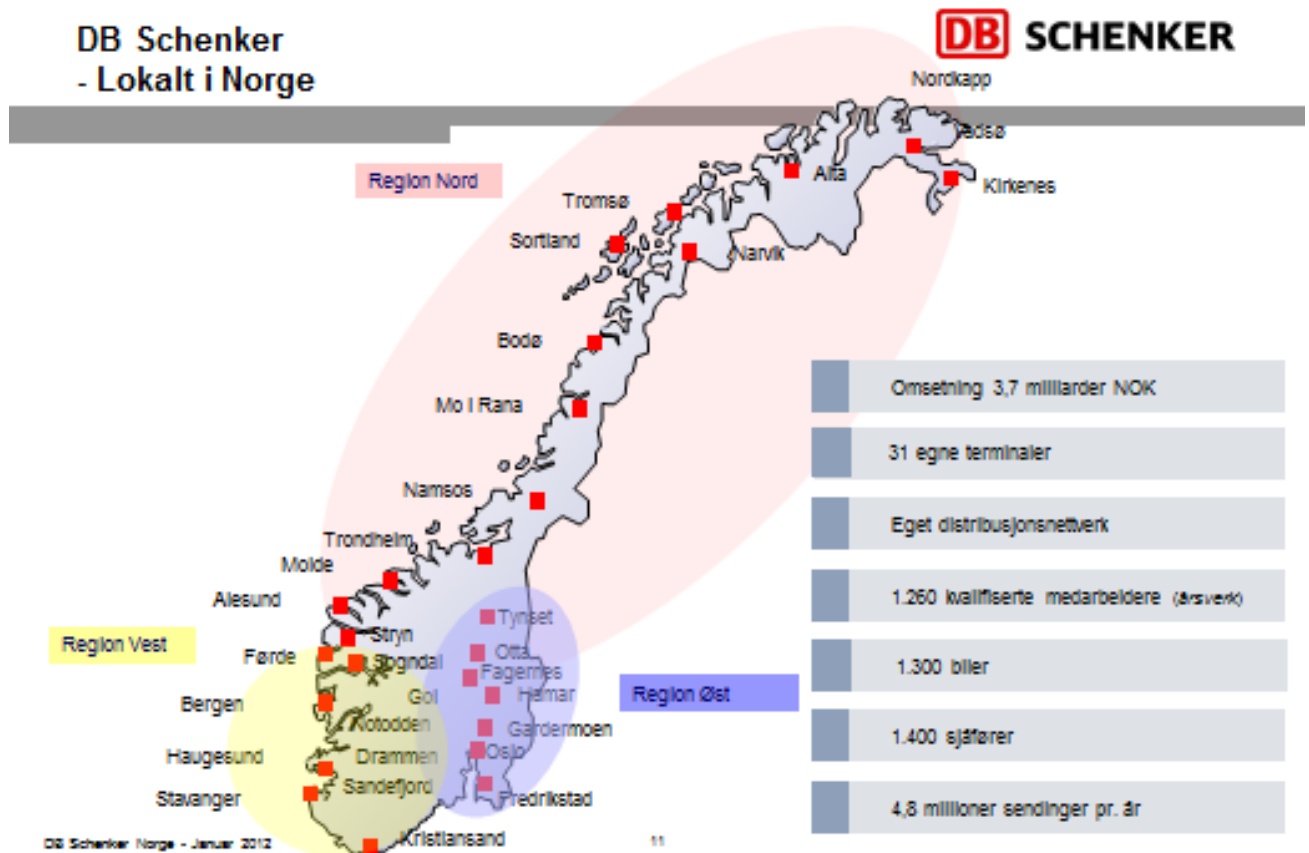 DB Schenker
- Lokalt i Norge
DB SCHENKER
Nordkapp
Region Nord
Alta
Kirkenes
Tromsø
Sortland
Narvik
Bodø
Mo I Rana
Namsos
Trondheim
Molde
Alesund
Stryn
Region Vest
Førde
Sogndal
Bergen
Gol
Notodden
Haugesund
Drammen
Stavanger
Sandefjord
Kristiansand
Tynset
Otta
Fagernes
Hamar
Region Øst
Gardermoen
Oslo
Fredrikstad
Omsetning 3,7 milliarder NOK
31 egne terminaler
Eget distribusjonsnettverk
1.260 kvalifiserte medarbeidere (årsverk)
1.300 biler
1.400 sjåfører
4,8 millioner sendinger pr. år
DB Schenker Norge - Januar 2012
11